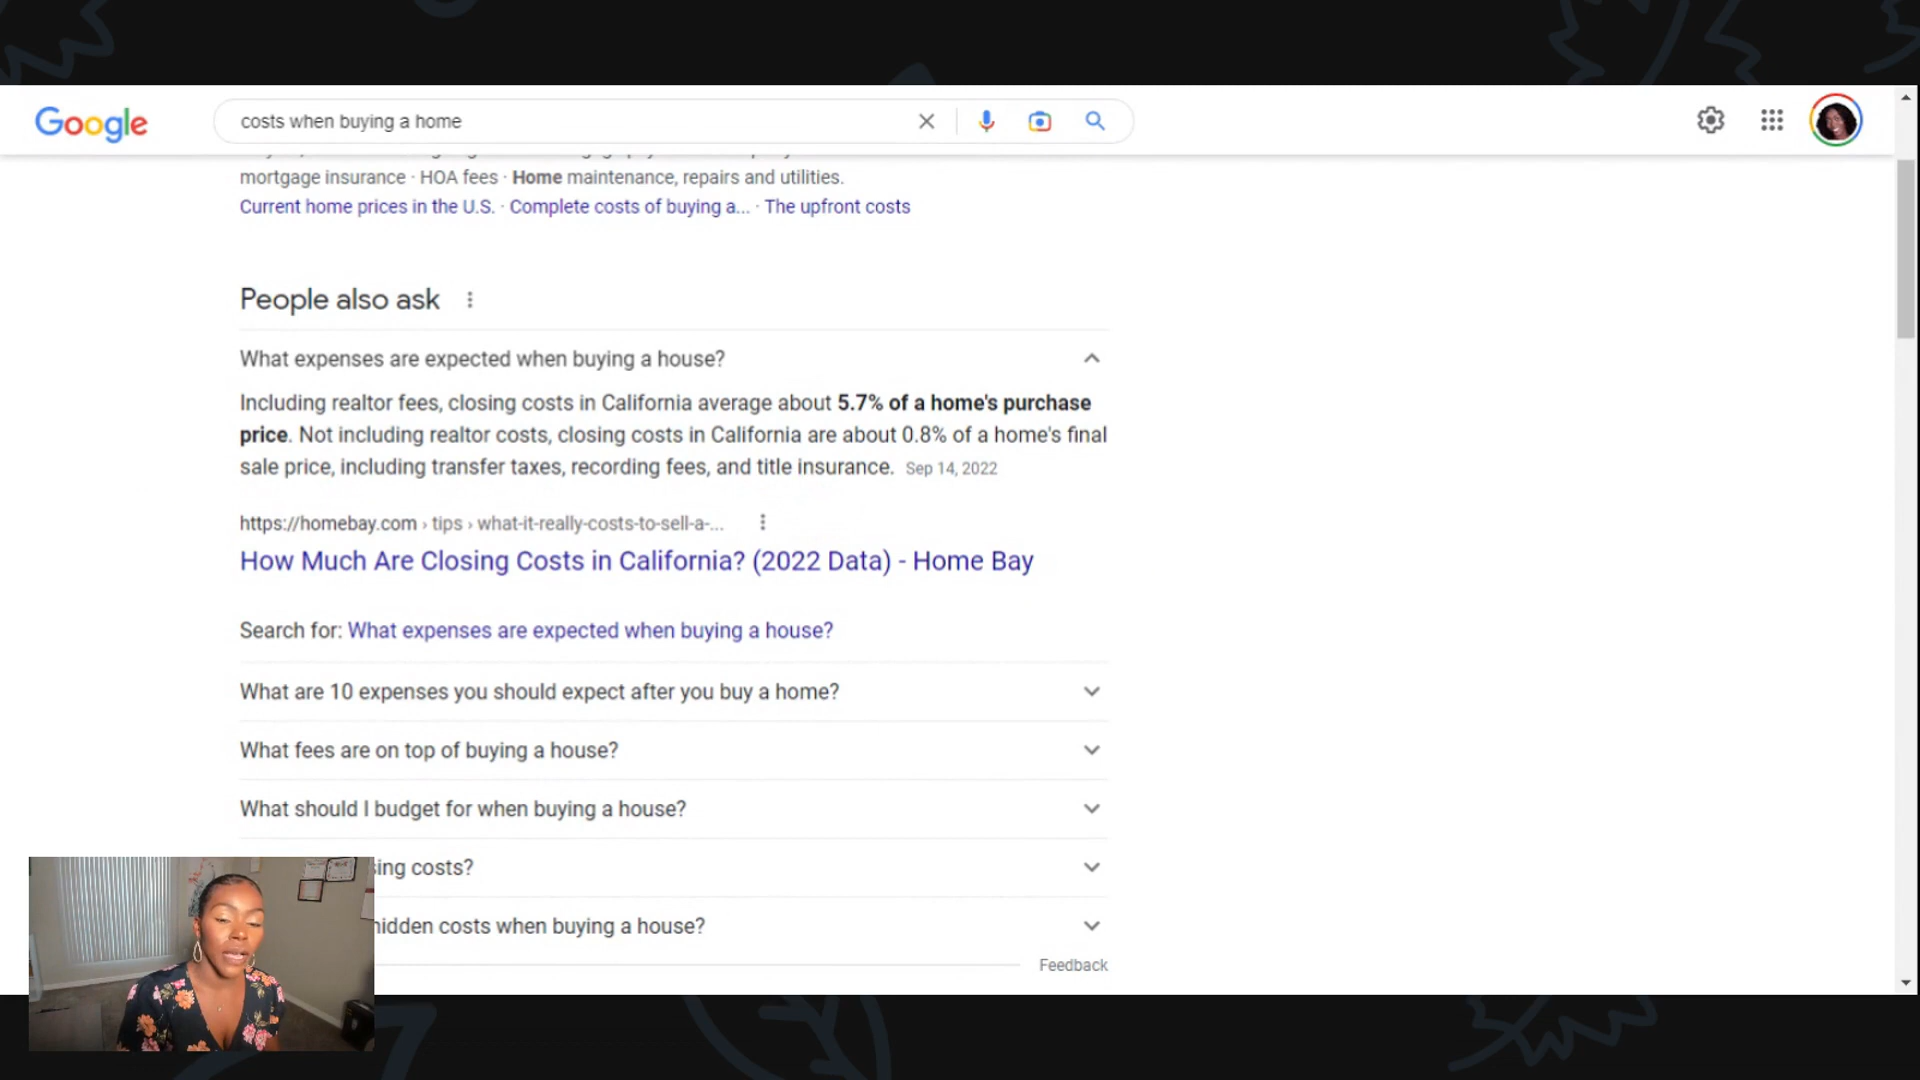 Google
costs when buying a home
mortgage insurance · HOA fees · Home maintenance, repairs and utilities.
Current home prices in the U.S. · Complete costs of buying a... · The upfront costs
People also ask
What expenses are expected when buying a house?
Including realtor fees, closing costs in California average about 5.7% of a home's purchase
price. Not including realtor costs, closing costs in California are about 0.8% of a home's final
sale price, including transfer taxes, recording fees, and title insurance. Sep 14, 2022
https://homebay.com › tips › what-it-really-costs-to-sell-a-...
How Much Are Closing Costs in California? (2022 Data) - Home Bay
Search for: What expenses are expected when buying a house?
What are 10 expenses you should expect after you buy a home?
What fees are on top of buying a house?
What should I budget for when buying a house?
sing costs?
hidden costs when buying a house?
Feedback